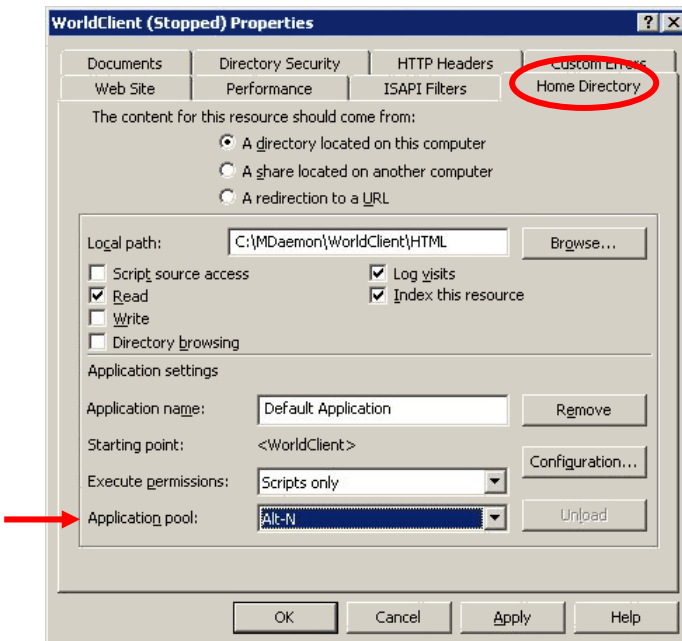 WorldClient (Stopped) Properties
Documents Directory Security HTTP Headers Custom Errors
Web Site Performance ISAPI Filters Home Directory
The content for this resource should come from:
A directory located on this computer
A share located on another computer
A redirection to a URL
Local path: C:\MDaemon\WorldClient\HTML Browse...
Script source access Log visits
Read Index this resource
Write
Directory browsing
Application settings
Application name: Default Application Remove
Starting point: <WorldClient>
Configuration...
Execute permissions: Scripts only
Application pool: Alt-N Unload
OK Cancel Apply Help